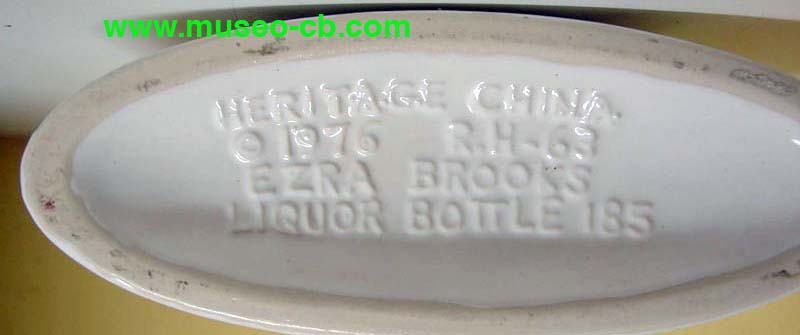 www.museo-cb.com
HERITAGE CHINA
© 1976 R.H-63
EZRA BROOKS
LIQUOR BOTTLE 185